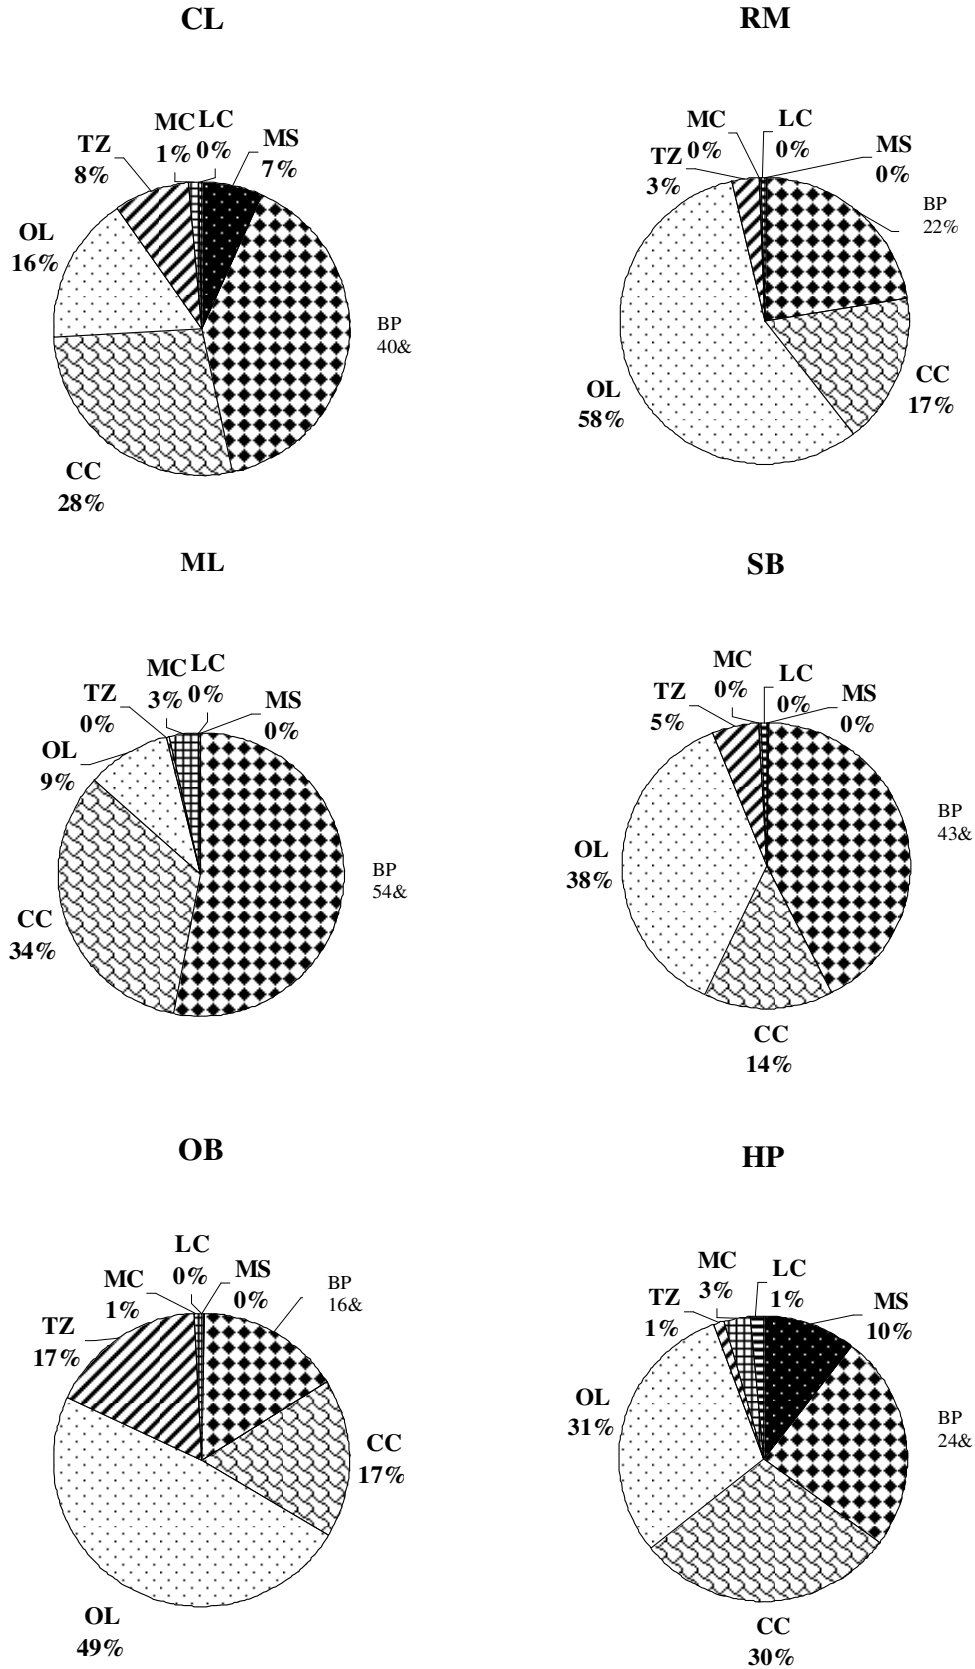 CL
MC
1%
LC
0%
MS
7%
TZ
8%
OL
16%
BP
40&
CC
28%
RM
MC
0%
LC
0%
MS
0%
TZ
3%
BP
22%
OL
58%
CC
17%
ML
MC
3%
LC
0%
MS
0%
TZ
0%
OL
9%
BP
54&
CC
34%
SB
MC
0%
LC
0%
MS
0%
TZ
5%
BP
43&
OL
38%
CC
14%
OB
LC
0%
MS
0%
MC
1%
BP
16&
TZ
17%
CC
17%
OL
49%
HP
MC
3%
LC
1%
MS
10%
TZ
1%
OL
31%
BP
24&
CC
30%